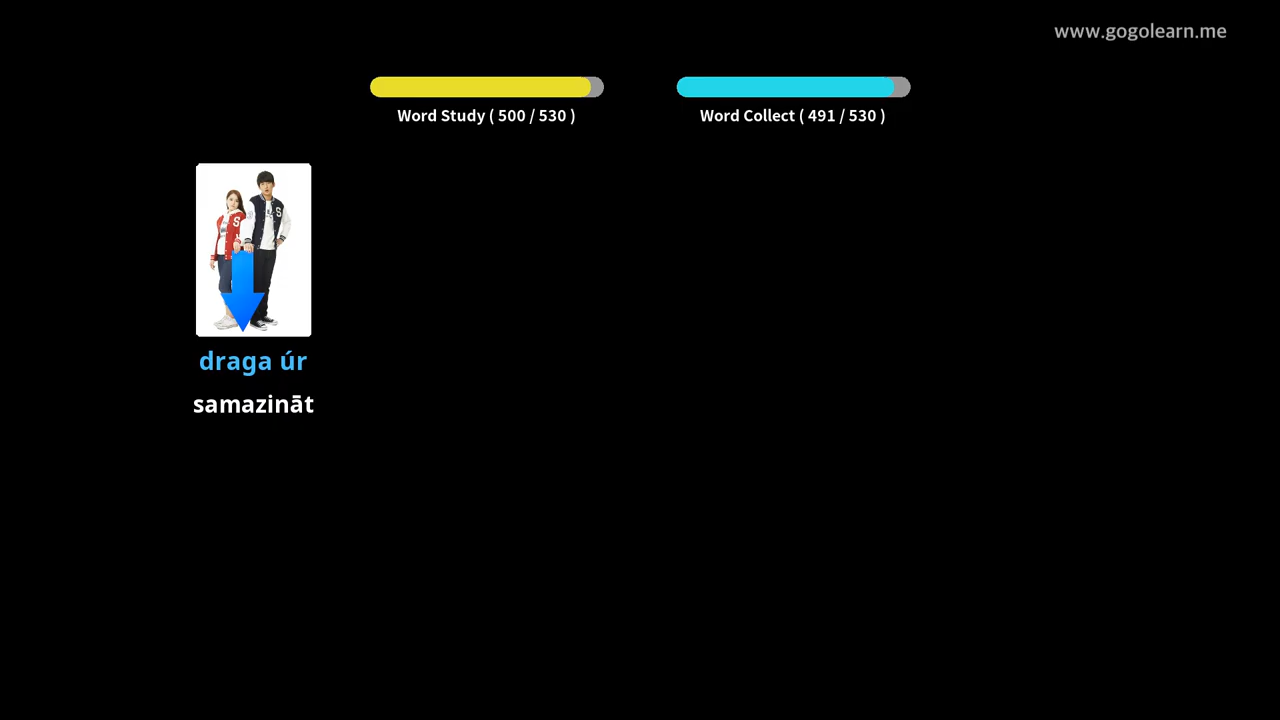 www.gogolearn.me
Word Study ( 500 / 530 )
Word Collect ( 491 / 530 )
S
S
draga úr
samazināt